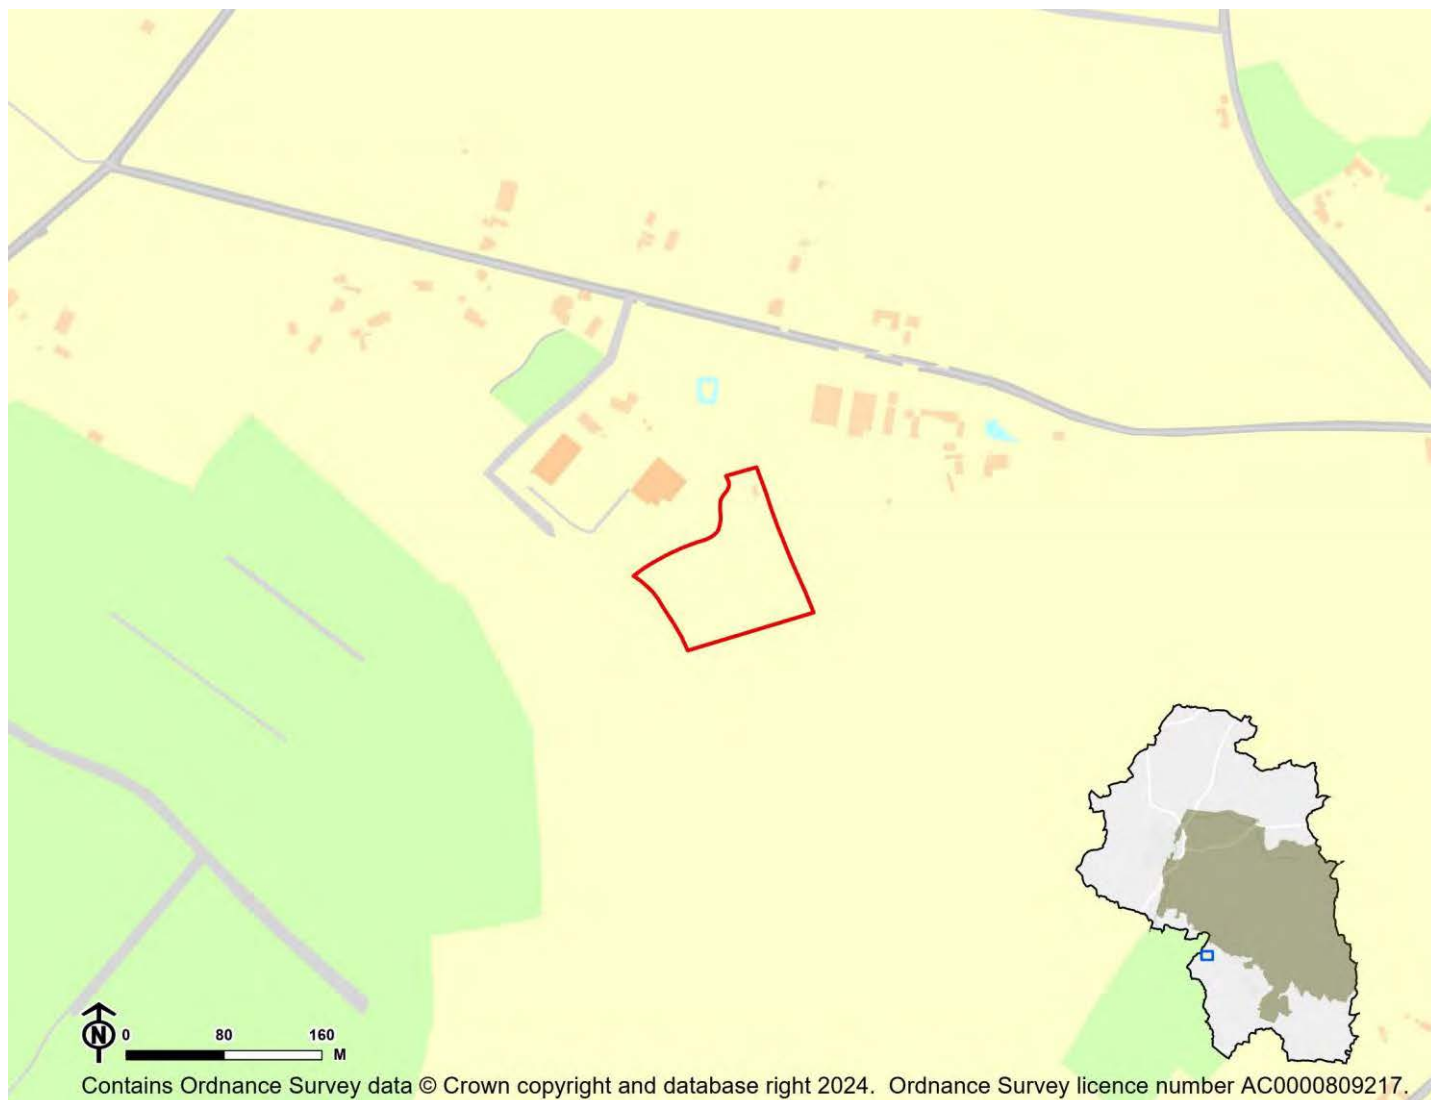 N
0 80 160
M
Contains Ordnance Survey data © Crown copyright and database right 2024. Ordnance Survey licence number AC0000809217.